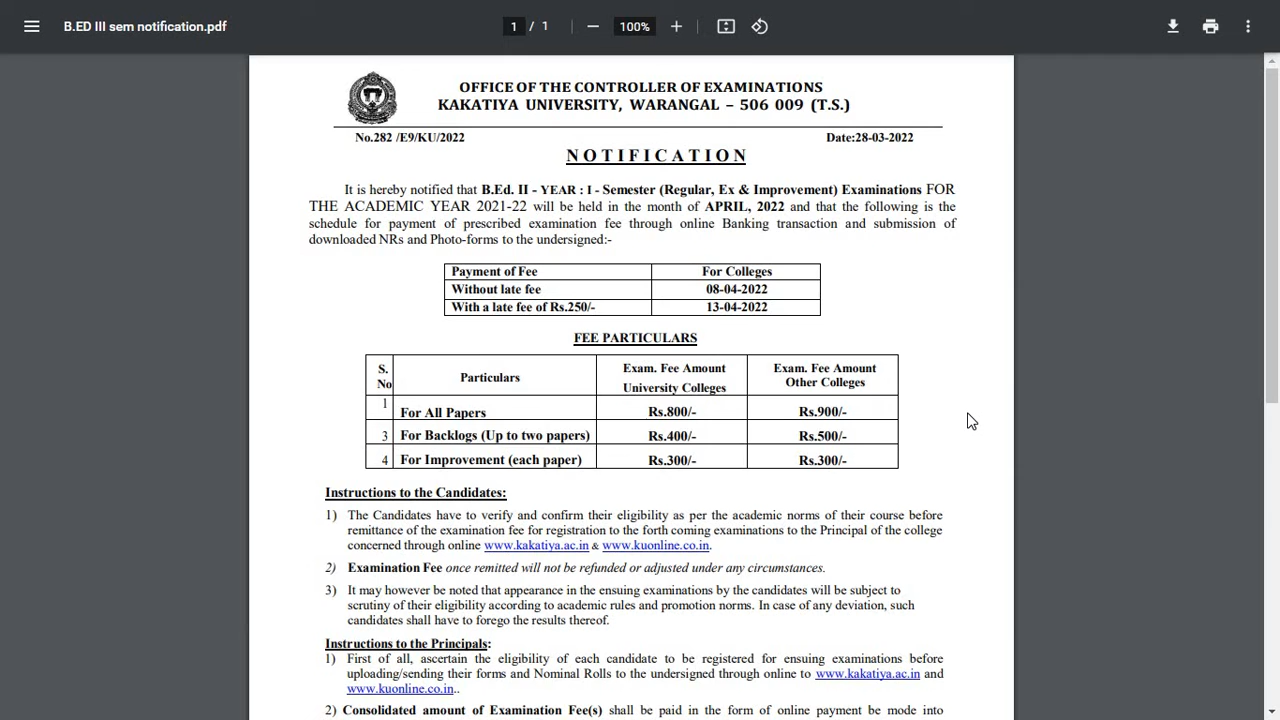 B.ED III sem notification.pdf
1 / 1
100%
OFFICE OF THE CONTROLLER OF EXAMINATIONS
KAKATIYA UNIVERSITY, WARANGAL – 506 009 (T.S.)
No.282 /E9/KU/2022 Date:28-03-2022
NOTIFICATION
It is hereby notified that B.Ed. II - YEAR : I - Semester (Regular, Ex & Improvement) Examinations FOR
THE ACADEMIC YEAR 2021-22 will be held in the month of APRIL, 2022 and that the following is the
schedule for payment of prescribed examination fee through online Banking transaction and submission of
downloaded NRs and Photo-forms to the undersigned:-
Payment of Fee For Colleges
Without late fee 08-04-2022
With a late fee of Rs.250/- 13-04-2022
FEE PARTICULARS
S. No Particulars Exam. Fee Amount University Colleges Exam. Fee Amount Other Colleges
1 For All Papers Rs.800/- Rs.900/-
3 For Backlogs (Up to two papers) Rs.400/- Rs.500/-
4 For Improvement (each paper) Rs.300/- Rs.300/-
Instructions to the Candidates:
1) The Candidates have to verify and confirm their eligibility as per the academic norms of their course before
remittance of the examination fee for registration to the forth coming examinations to the Principal of the college
concerned through online www.kakatiya.ac.in & www.kuonline.co.in.
2) Examination Fee once remitted will not be refunded or adjusted under any circumstances.
3) It may however be noted that appearance in the ensuing examinations by the candidates will be subject to
scrutiny of their eligibility according to academic rules and promotion norms. In case of any deviation, such
candidates shall have to forego the results thereof.
Instructions to the Principals:
1) First of all, ascertain the eligibility of each candidate to be registered for ensuing examinations before
uploading/sending their forms and Nominal Rolls to the undersigned through online to www.kakatiya.ac.in and
www.kuonline.co.in..
2) Consolidated amount of Examination Fee(s) shall be paid in the form of online payment be mode into